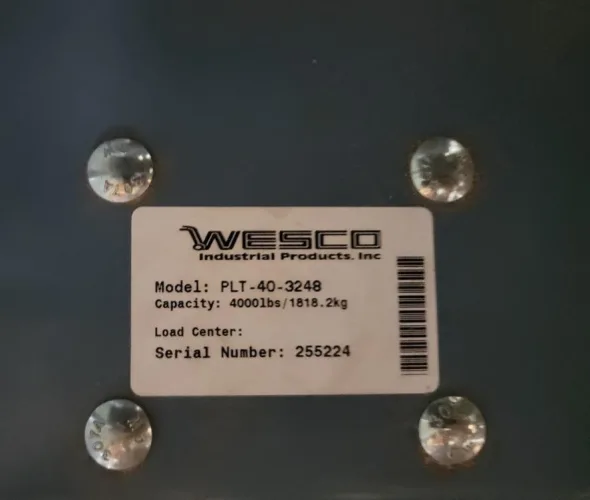 WESCO
Industrial Products, Inc
Model: PLT-40-3248
Capacity: 4000lbs/1818.2kg
Load Center:
Serial Number: 255224